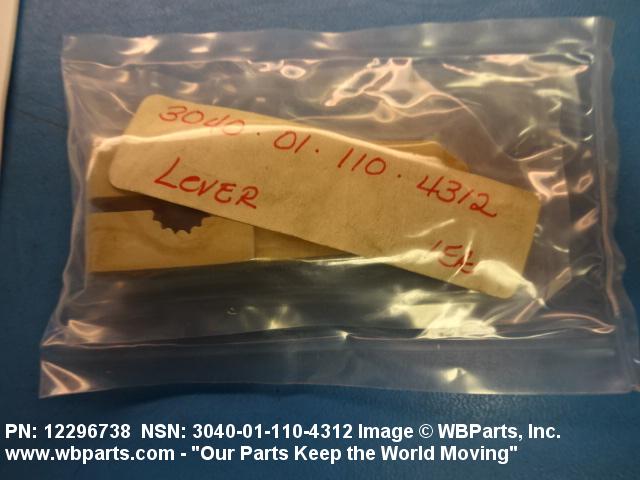 3040.01.110.4312
LEVER
1EA
PN: 12296738 NSN: 3040-01-110-4312 Image © WBParts, Inc.
www.wbparts.com - "Our Parts Keep the World Moving"